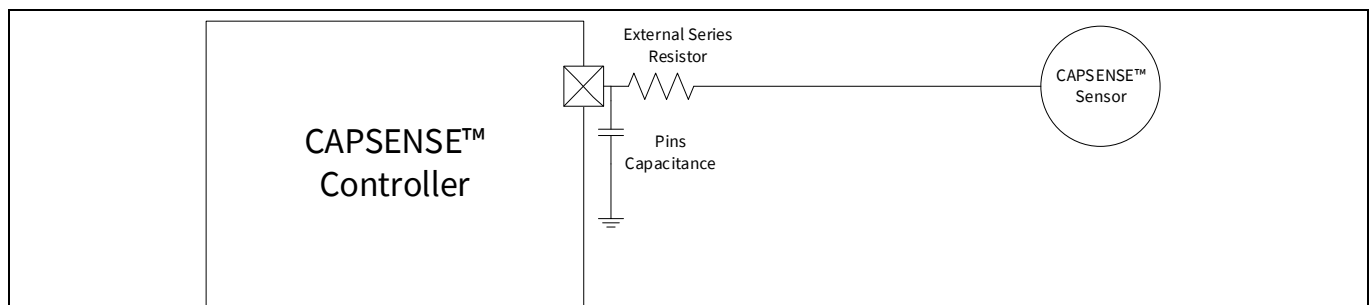 External Series
Resistor
CAPSENSE™
Sensor
CAPSENSE™
Controller
Pins
Capacitance